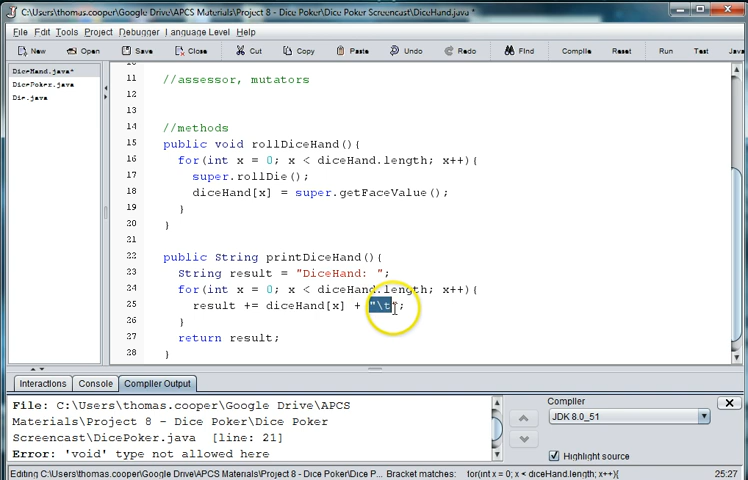 C:\Users\thomas.cooper\Google Drive\APCS Materials\Project 8 - Dice Poker\Dice Poker Screencast\DiceHand.java *
File Edit Tools Project Debugger Language Level Help
New Open Save Close Cut Copy Paste Undo Redo Find Compile Reset Run Test
DiceHand.java*
DicePoker.java
Die.java
11 //assessor, mutators
12
13
14 //methods
15 public void rollDiceHand(){
16 for(int x = 0; x < diceHand.length; x++){
17 super.rollDie();
18 diceHand[x] = super.getFaceValue();
19 }
20 }
21
22 public String printDiceHand(){
23 String result = "DiceHand: ";
24 for(int x = 0; x < diceHand.length; x++){
25 result += diceHand[x] + "\t";
26 }
27 return result;
28 }
Interactions Console Compiler Output
File: C:\Users\thomas.cooper\Google Drive\APCS
Materials\Project 8 - Dice Poker\Dice Poker
Screencast\DicePoker.java [line: 21]
Error: 'void' type not allowed here
Compiler
JDK 8.0_51
Highlight source
Editing C:\Users\thomas.cooper\Google Drive\APCS Materials\Project 8 - Dice Poker\Dice P... Bracket matches: for(int x = 0; x < diceHand.length; x++){ 25:27